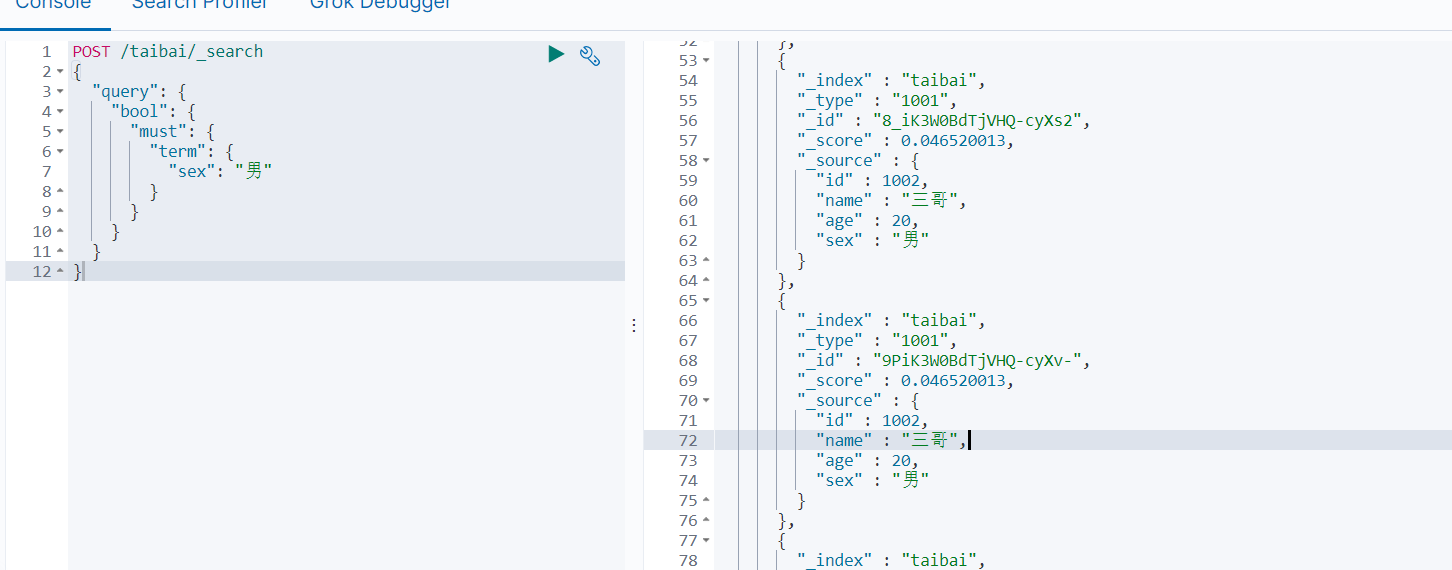 Console Search Profiler Grok Debugger
1 POST /taibai/_search
2 {
3 "query": {
4 "bool": {
5 "must": {
6 "term": {
7 "sex": "男"
8 }
9 }
10 }
11 }
12 }
52 },
53 {
54 "_index" : "taibai",
55 "_type" : "1001",
56 "_id" : "8_iK3W0BdTjVHQ-cyXs2",
57 "_score" : 0.046520013,
58 "_source" : {
59 "id" : 1002,
60 "name" : "三哥",
61 "age" : 20,
62 "sex" : "男"
63 }
64 },
65 {
66 "_index" : "taibai",
67 "_type" : "1001",
68 "_id" : "9PiK3W0BdTjVHQ-cyXv-",
69 "_score" : 0.046520013,
70 "_source" : {
71 "id" : 1002,
72 "name" : "三哥",
73 "age" : 20,
74 "sex" : "男"
75 }
76 },
77 {
78 "_index" : "taibai",